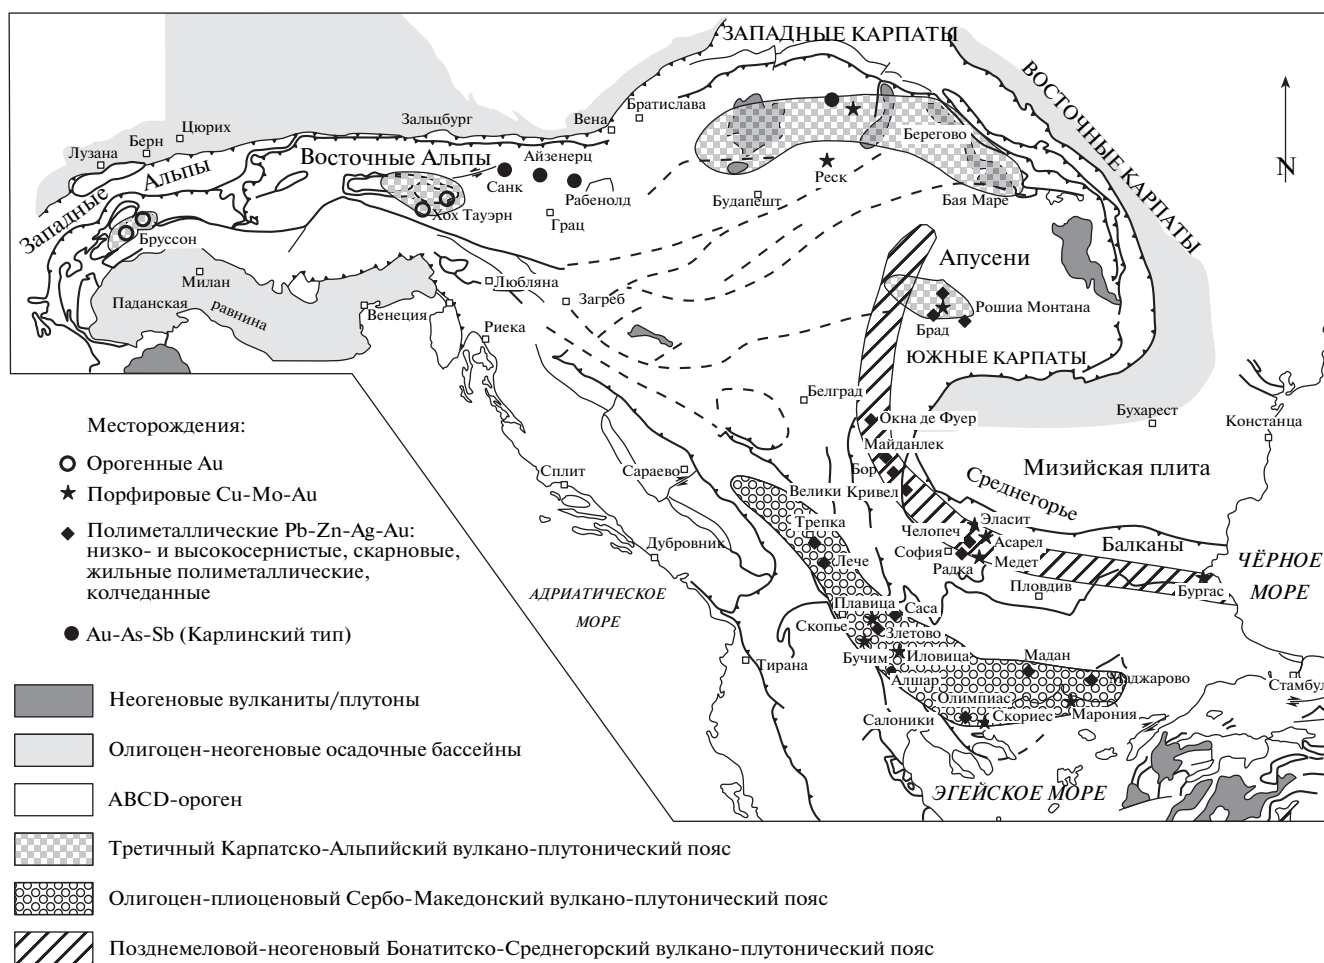 ЗАПАДНЫЕ КАРПАТЫ
ВОСТОЧНЫЕ КАРПАТЫ
ВОСТОЧНЫЕ КАРПАТЫ
N
Братислава
Вена
Зальцбург
Цюрих
Берн
Лузана
Западные Альпы
Восточные Альпы
Айзенерц
Санк
Рабенолд
Хох Тауэрн
Грац
Бруссон
Берегово
Реск
Будапешт
Бая Маре
Милан
Паданская равнина
Венеция
Любляна
Загреб
Риека
Апусени
Рошиа Монтана
Брад
ЮЖНЫЕ КАРПАТЫ
Белград
Бухарест
Констанца
Окна де Фуер
Майданлек
Бор
Велики Кривел
Мизийская плита
Среднегорье
Сплит
Сараево
Трепка
Лече
Дубровник
Челопеч
Эласит
Асарел
София
Радка
Медет
Балканы
Пловдив
Бургас
ЧЁРНОЕ
МОРЕ
АДРИАТИЧЕСКОЕ
МОРЕ
Плавица
Саса
Скопье
Злетово
Бучим
Иловица
Тирана
Алшар
Мадан
Маджарово
Олимпиас
Салоники
Скориес
Марония
Стамбул
ЭГЕЙСКОЕ МОРЕ
Месторождения:
Орогенные Au
Порфировые Cu-Mo-Au
Полиметаллические Pb-Zn-Ag-Au:
низко- и высокосернистые, скарновые,
жильные полиметаллические,
колчеданные
Au-As-Sb (Карлинский тип)
Неогеновые вулканиты/плутоны
Олигоцен-неогеновые осадочные бассейны
ABCD-ороген
Третичный Карпатско-Альпийский вулкано-плутонический пояс
Олигоцен-плиоценовый Сербо-Македонский вулкано-плутонический пояс
Позднемеловой-неогеновый Бонатитско-Среднегорский вулкано-плутонический пояс